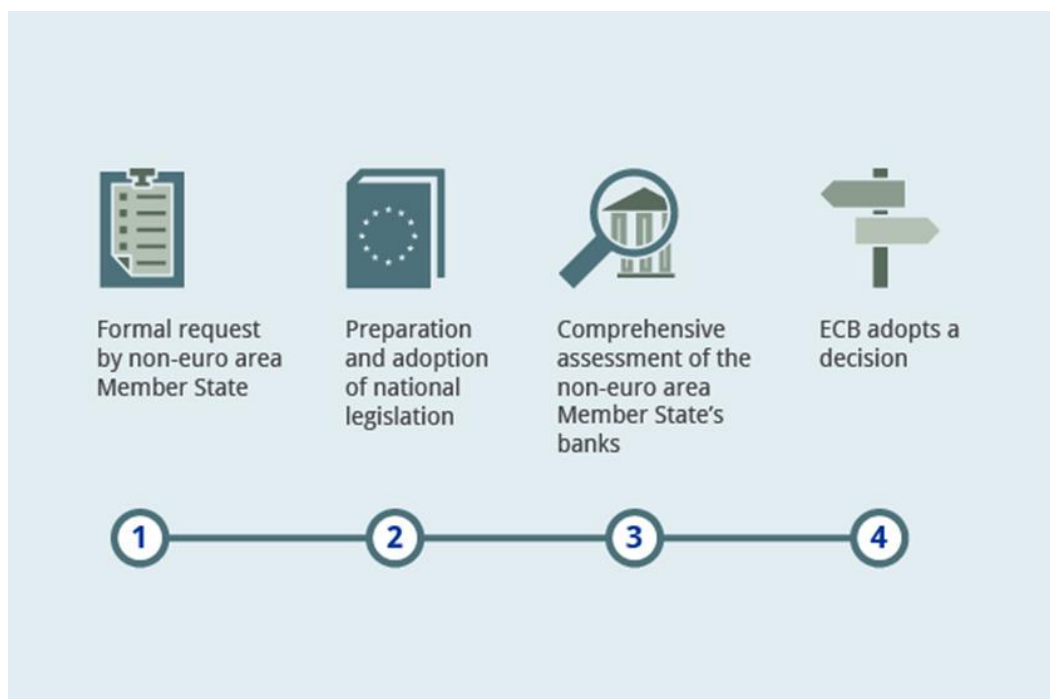 Formal request
by non-euro area
Member State
Preparation
and adoption
of national
legislation
Comprehensive
assessment of the
non-euro area
Member State’s
banks
ECB adopts a
decision
1
2
3
4